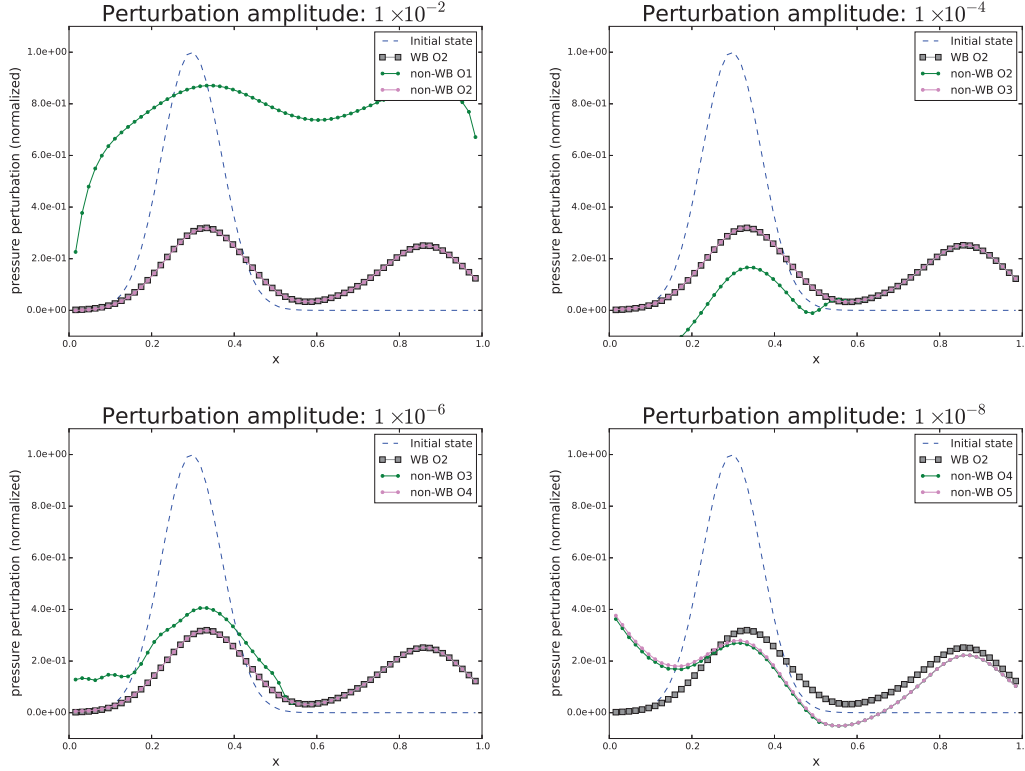 Perturbation amplitude: 1×10−2
1.0e+00
8.0e-01
6.0e-01
4.0e-01
2.0e-01
0.0e+00
pressure perturbation (normalized)
Initial state
WB O2
non-WB O1
non-WB O2
0.0 0.2 0.4 0.6 0.8 1.0
x
Perturbation amplitude: 1×10−4
1.0e+00
8.0e-01
6.0e-01
4.0e-01
2.0e-01
0.0e+00
pressure perturbation (normalized)
Initial state
WB O2
non-WB O2
non-WB O3
0.0 0.2 0.4 0.6 0.8 1.
x
Perturbation amplitude: 1×10−6
1.0e+00
8.0e-01
6.0e-01
4.0e-01
2.0e-01
0.0e+00
pressure perturbation (normalized)
Initial state
WB O2
non-WB O3
non-WB O4
0.0 0.2 0.4 0.6 0.8 1.0
x
Perturbation amplitude: 1×10−8
1.0e+00
8.0e-01
6.0e-01
4.0e-01
2.0e-01
0.0e+00
pressure perturbation (normalized)
Initial state
WB O2
non-WB O4
non-WB O5
0.0 0.2 0.4 0.6 0.8 1.
x